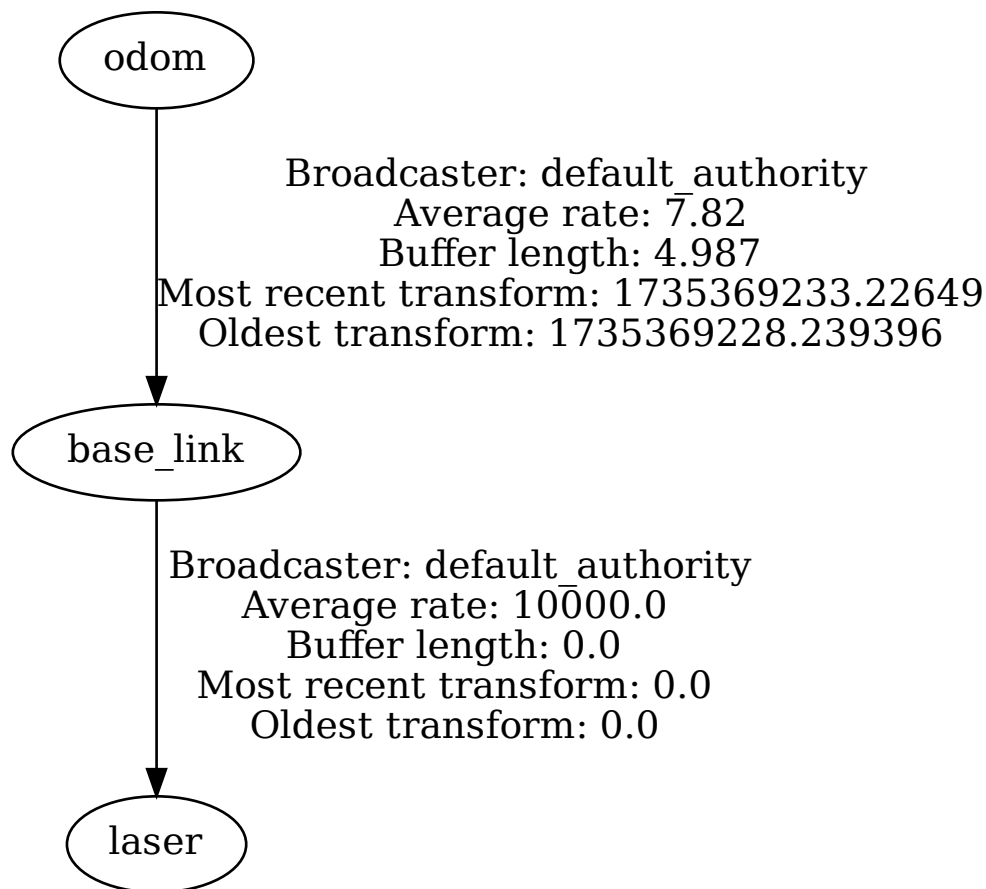 odom
Broadcaster: default_authority
Average rate: 7.82
Buffer length: 4.987
Most recent transform: 1735369233.22649
Oldest transform: 1735369228.239396
base_link
Broadcaster: default_authority
Average rate: 10000.0
Buffer length: 0.0
Most recent transform: 0.0
Oldest transform: 0.0
laser